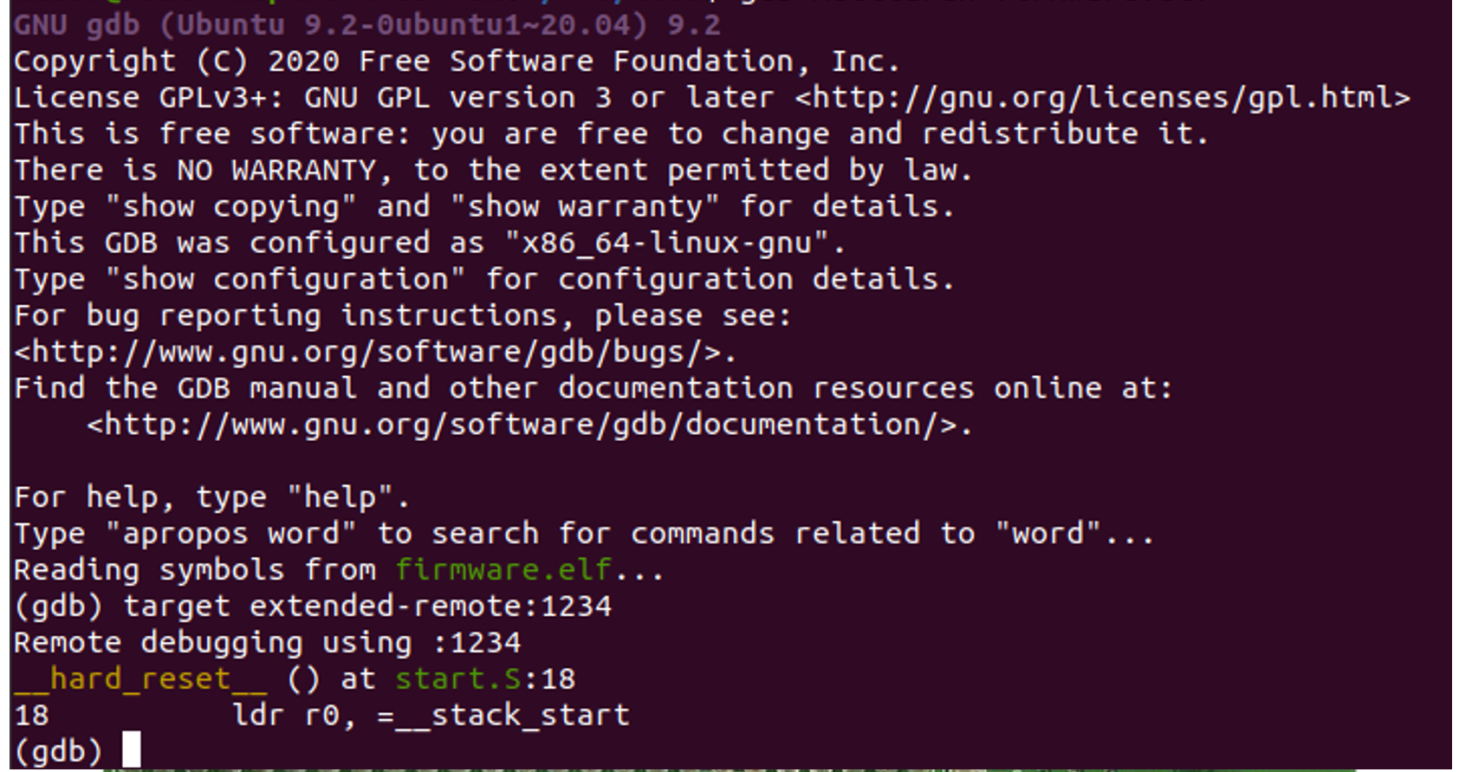 GNU gdb (Ubuntu 9.2-0ubuntu1~20.04) 9.2
Copyright (C) 2020 Free Software Foundation, Inc.
License GPLv3+: GNU GPL version 3 or later <http://gnu.org/licenses/gpl.html>
This is free software: you are free to change and redistribute it.
There is NO WARRANTY, to the extent permitted by law.
Type "show copying" and "show warranty" for details.
This GDB was configured as "x86_64-linux-gnu".
Type "show configuration" for configuration details.
For bug reporting instructions, please see:
<http://www.gnu.org/software/gdb/bugs/>.
Find the GDB manual and other documentation resources online at:
    <http://www.gnu.org/software/gdb/documentation/>.
For help, type "help".
Type "apropos word" to search for commands related to "word"...
Reading symbols from firmware.elf...
(gdb) target extended-remote:1234
Remote debugging using :1234
__hard_reset__ () at start.S:18
18          ldr r0, =__stack_start
(gdb)